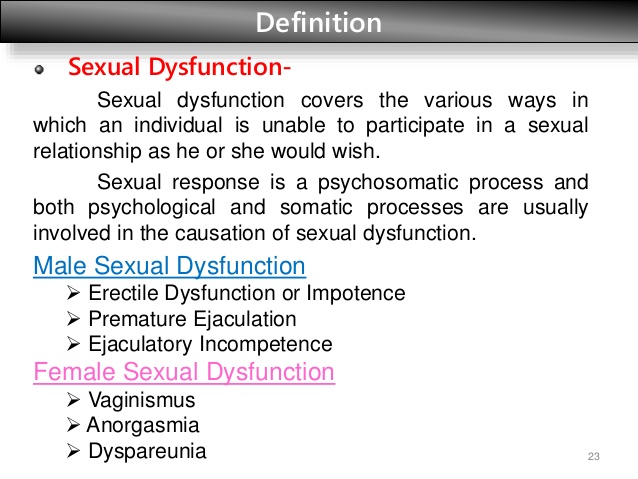 Definition
Sexual Dysfunction-
Sexual dysfunction covers the various ways in
which an individual is unable to participate in a sexual
relationship as he or she would wish.
Sexual response is a psychosomatic process and
both psychological and somatic processes are usually
involved in the causation of sexual dysfunction.
Male Sexual Dysfunction
➢ Erectile Dysfunction or Impotence
➢ Premature Ejaculation
➢ Ejaculatory Incompetence
Female Sexual Dysfunction
➢ Vaginismus
➢ Anorgasmia
➢ Dyspareunia
23